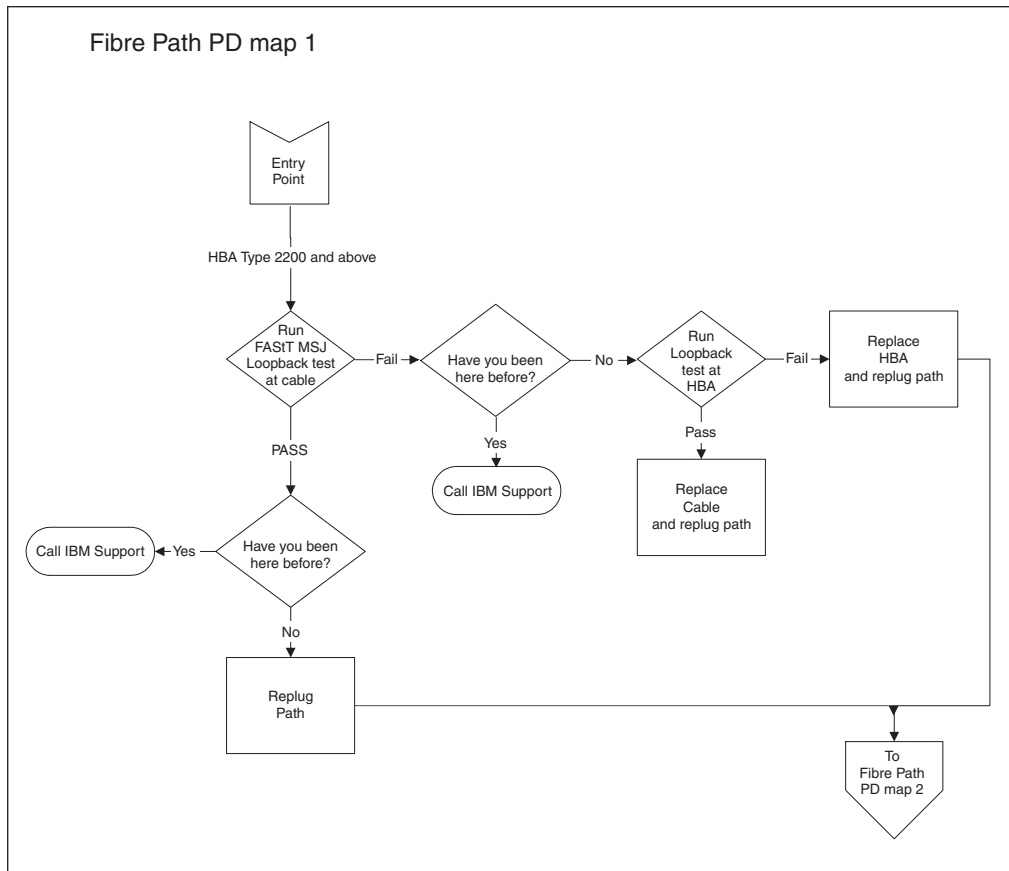 Fibre Path PD map 1
Entry
Point
HBA Type 2200 and above
Run
FAStT MSJ
Loopback test
at cable
Fail
Have you been
here before?
No
Run
Loopback
test at
HBA
Fail
Replace
HBA
and replug path
PASS
Yes
Call IBM Support
Pass
Replace
Cable
and replug path
Call IBM Support
Yes
Have you been
here before?
No
Replug
Path
To
Fibre Path
PD map 2